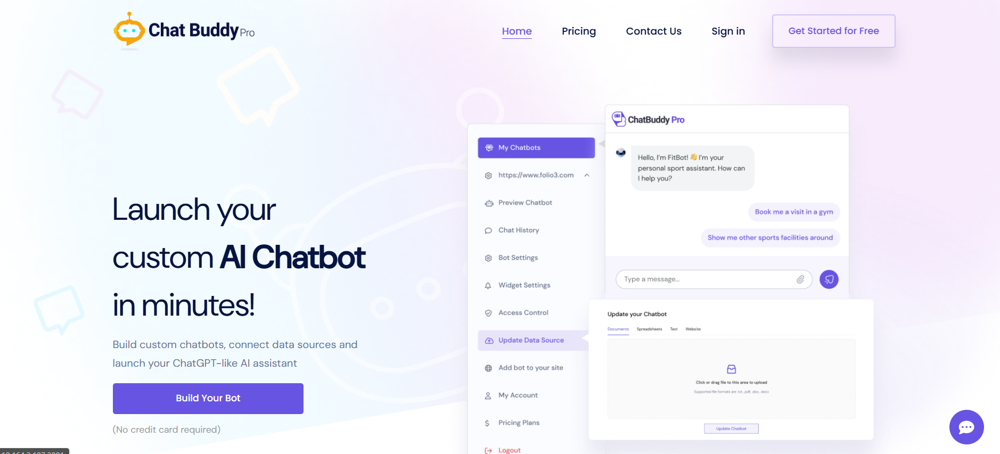 Chat Buddy Pro
Home
Pricing
Contact Us
Sign in
Get Started for Free
Launch your
custom AI Chatbot
in minutes!
Build custom chatbots, connect data sources and
launch your ChatGPT-like AI assistant
Build Your Bot
(No credit card required)
My Chatbots
https://www.folio3.com
Preview Chatbot
Chat History
Bot Settings
Widget Settings
Access Control
Update Data Source
Add bot to your site
My Account
$ Pricing Plans
Logout
ChatBuddy Pro
Hello, I'm FitBot! 👋 I'm your
personal sport assistant. How can
I help you?
Book me a visit in a gym
Show me other sports facilities around
Type a message...
Update your Chatbot
Documents Spreadsheets Text Website
Click or drag file to this area to upload
Supported file formats are .txt, .pdf, .doc, .docx
Update Chatbot